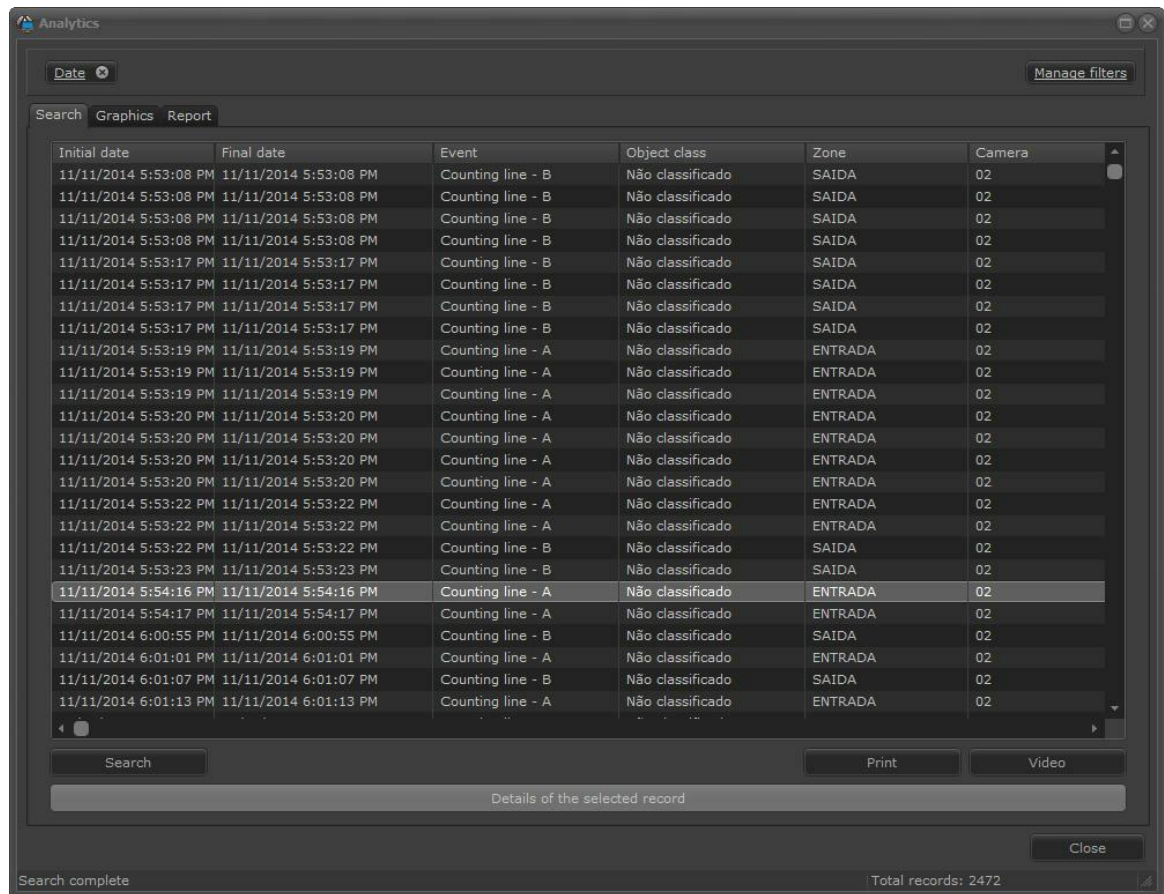 Analytics
Date Manage filters
Search Graphics Report
Initial date Final date Event Object class Zone Camera
11/11/2014 5:53:08 PM 11/11/2014 5:53:08 PM Counting line - B Não classificado SAIDA 02
11/11/2014 5:53:08 PM 11/11/2014 5:53:08 PM Counting line - B Não classificado SAIDA 02
11/11/2014 5:53:08 PM 11/11/2014 5:53:08 PM Counting line - B Não classificado SAIDA 02
11/11/2014 5:53:08 PM 11/11/2014 5:53:08 PM Counting line - B Não classificado SAIDA 02
11/11/2014 5:53:17 PM 11/11/2014 5:53:17 PM Counting line - B Não classificado SAIDA 02
11/11/2014 5:53:17 PM 11/11/2014 5:53:17 PM Counting line - B Não classificado SAIDA 02
11/11/2014 5:53:17 PM 11/11/2014 5:53:17 PM Counting line - B Não classificado SAIDA 02
11/11/2014 5:53:17 PM 11/11/2014 5:53:17 PM Counting line - B Não classificado SAIDA 02
11/11/2014 5:53:19 PM 11/11/2014 5:53:19 PM Counting line - A Não classificado ENTRADA 02
11/11/2014 5:53:19 PM 11/11/2014 5:53:19 PM Counting line - A Não classificado ENTRADA 02
11/11/2014 5:53:19 PM 11/11/2014 5:53:19 PM Counting line - A Não classificado ENTRADA 02
11/11/2014 5:53:20 PM 11/11/2014 5:53:20 PM Counting line - A Não classificado ENTRADA 02
11/11/2014 5:53:20 PM 11/11/2014 5:53:20 PM Counting line - A Não classificado ENTRADA 02
11/11/2014 5:53:20 PM 11/11/2014 5:53:20 PM Counting line - A Não classificado ENTRADA 02
11/11/2014 5:53:20 PM 11/11/2014 5:53:20 PM Counting line - A Não classificado ENTRADA 02
11/11/2014 5:53:22 PM 11/11/2014 5:53:22 PM Counting line - A Não classificado ENTRADA 02
11/11/2014 5:53:22 PM 11/11/2014 5:53:22 PM Counting line - A Não classificado ENTRADA 02
11/11/2014 5:53:22 PM 11/11/2014 5:53:22 PM Counting line - B Não classificado SAIDA 02
11/11/2014 5:53:23 PM 11/11/2014 5:53:23 PM Counting line - B Não classificado SAIDA 02
11/11/2014 5:54:16 PM 11/11/2014 5:54:16 PM Counting line - A Não classificado ENTRADA 02
11/11/2014 5:54:17 PM 11/11/2014 5:54:17 PM Counting line - A Não classificado ENTRADA 02
11/11/2014 6:00:55 PM 11/11/2014 6:00:55 PM Counting line - B Não classificado SAIDA 02
11/11/2014 6:01:01 PM 11/11/2014 6:01:01 PM Counting line - A Não classificado ENTRADA 02
11/11/2014 6:01:07 PM 11/11/2014 6:01:07 PM Counting line - B Não classificado SAIDA 02
11/11/2014 6:01:13 PM 11/11/2014 6:01:13 PM Counting line - A Não classificado ENTRADA 02
Search Print Video
Details of the selected record
Close
Search complete Total records: 2472